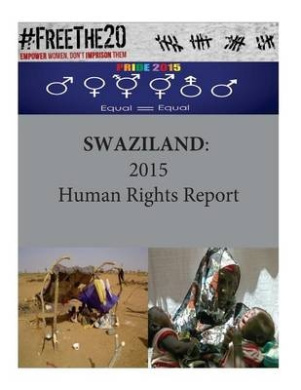 #FREETHE20
EMPOWER WOMEN, DON'T IMPRISON THEM
PRIDE 2015
Equal = Equal
SWAZILAND:
2015
Human Rights Report